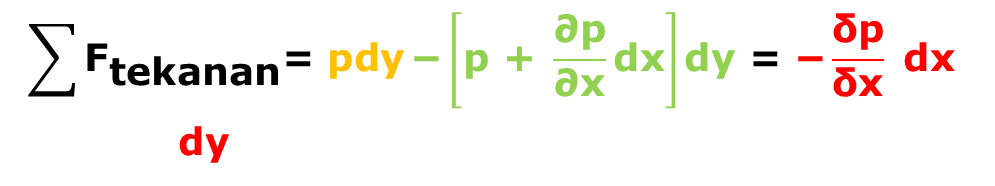 ∑ F_tekanan = pdy − [p + ∂p/∂x dx] dy = − δp/δx dx
dy